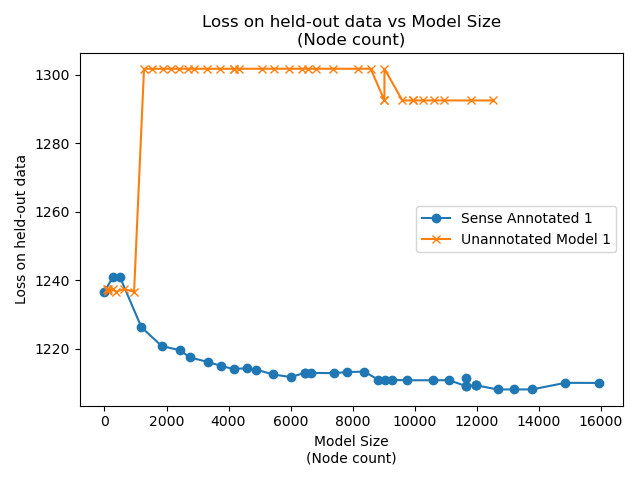 Loss on held-out data vs Model Size
(Node count)
Loss on held-out data
1300
1280
1260
1240
1220
Sense Annotated 1
Unannotated Model 1
0 2000 4000 6000 8000 10000 12000 14000 16000
Model Size
(Node count)